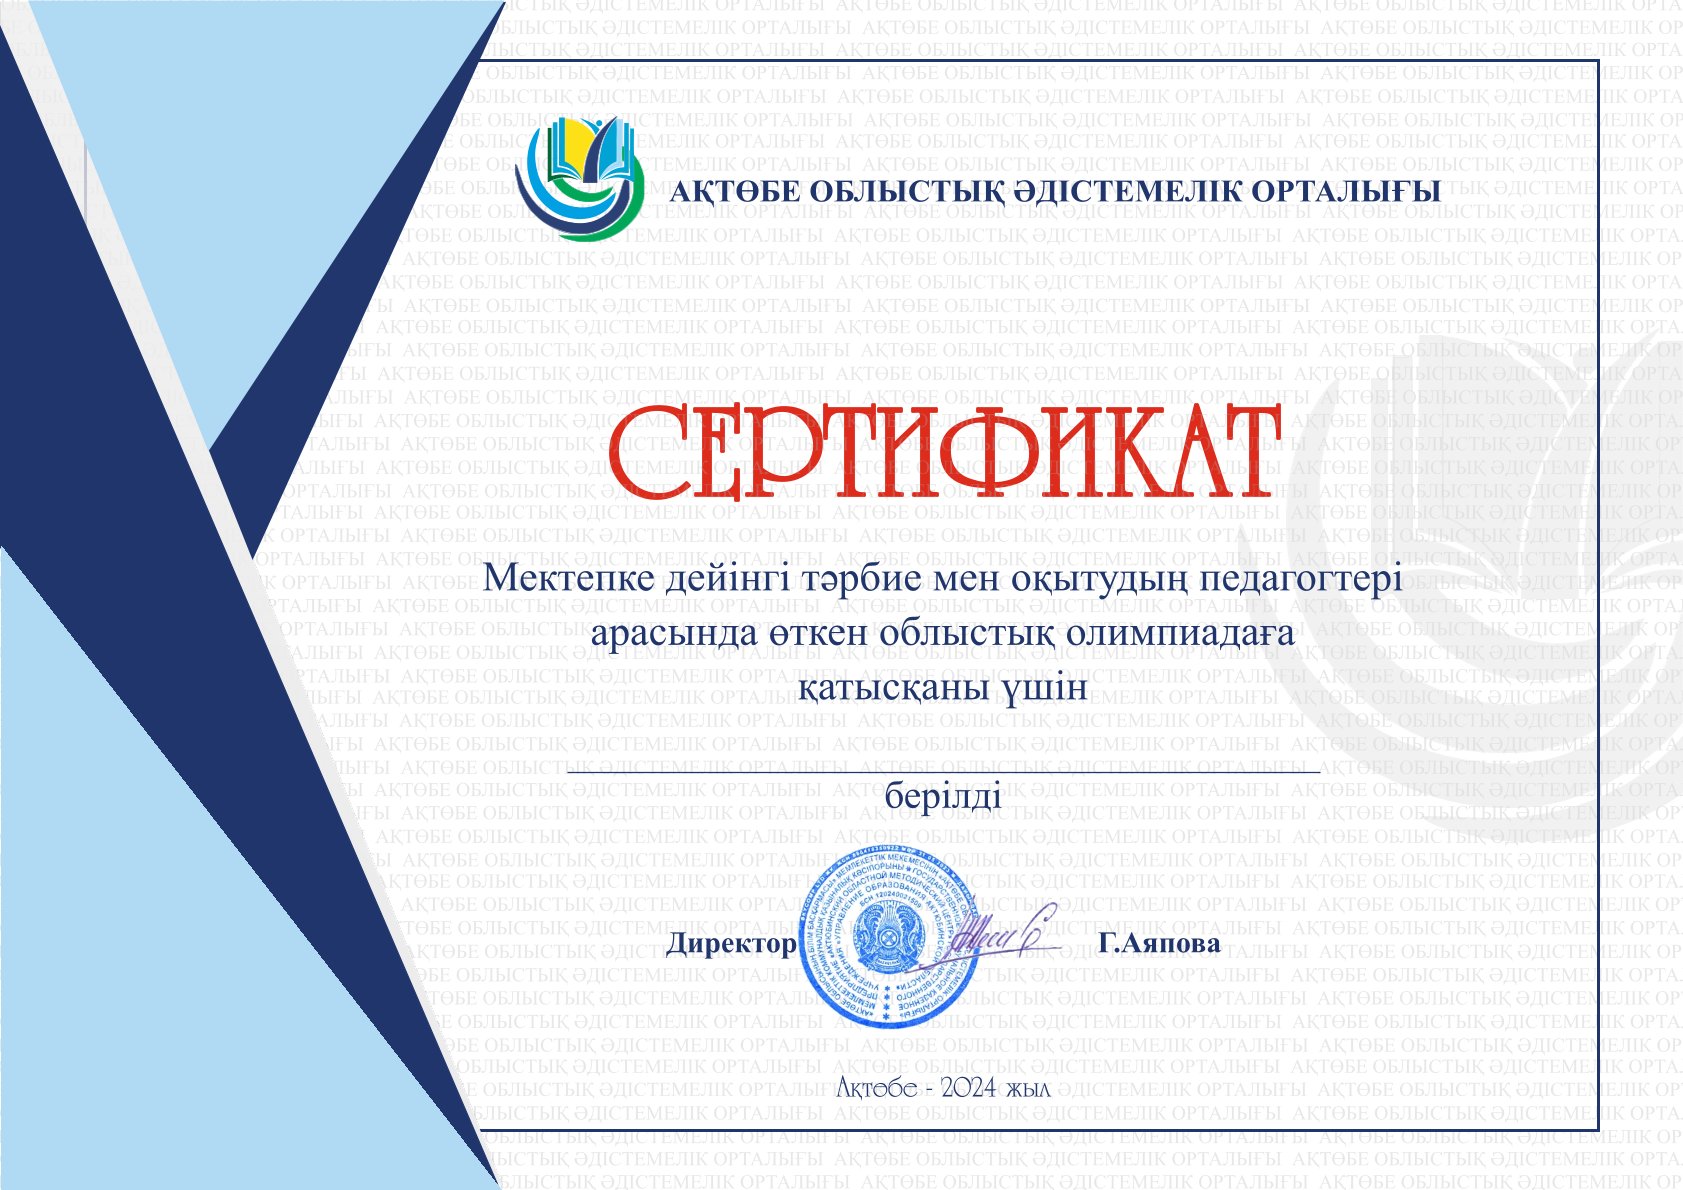 АҚТӨБЕ ОБЛЫСТЫҚ ӘДІСТЕМЕЛІК ОРТАЛЫҒЫ
СЕРТИФИКАТ
Мектепке дейінгі тәрбие мен оқытудың педагогтері
арасында өткен облыстық олимпиадаға
қатысқаны үшін
берілді
Директор
Г.Аяпова
Ақтөбе - 2024 жыл